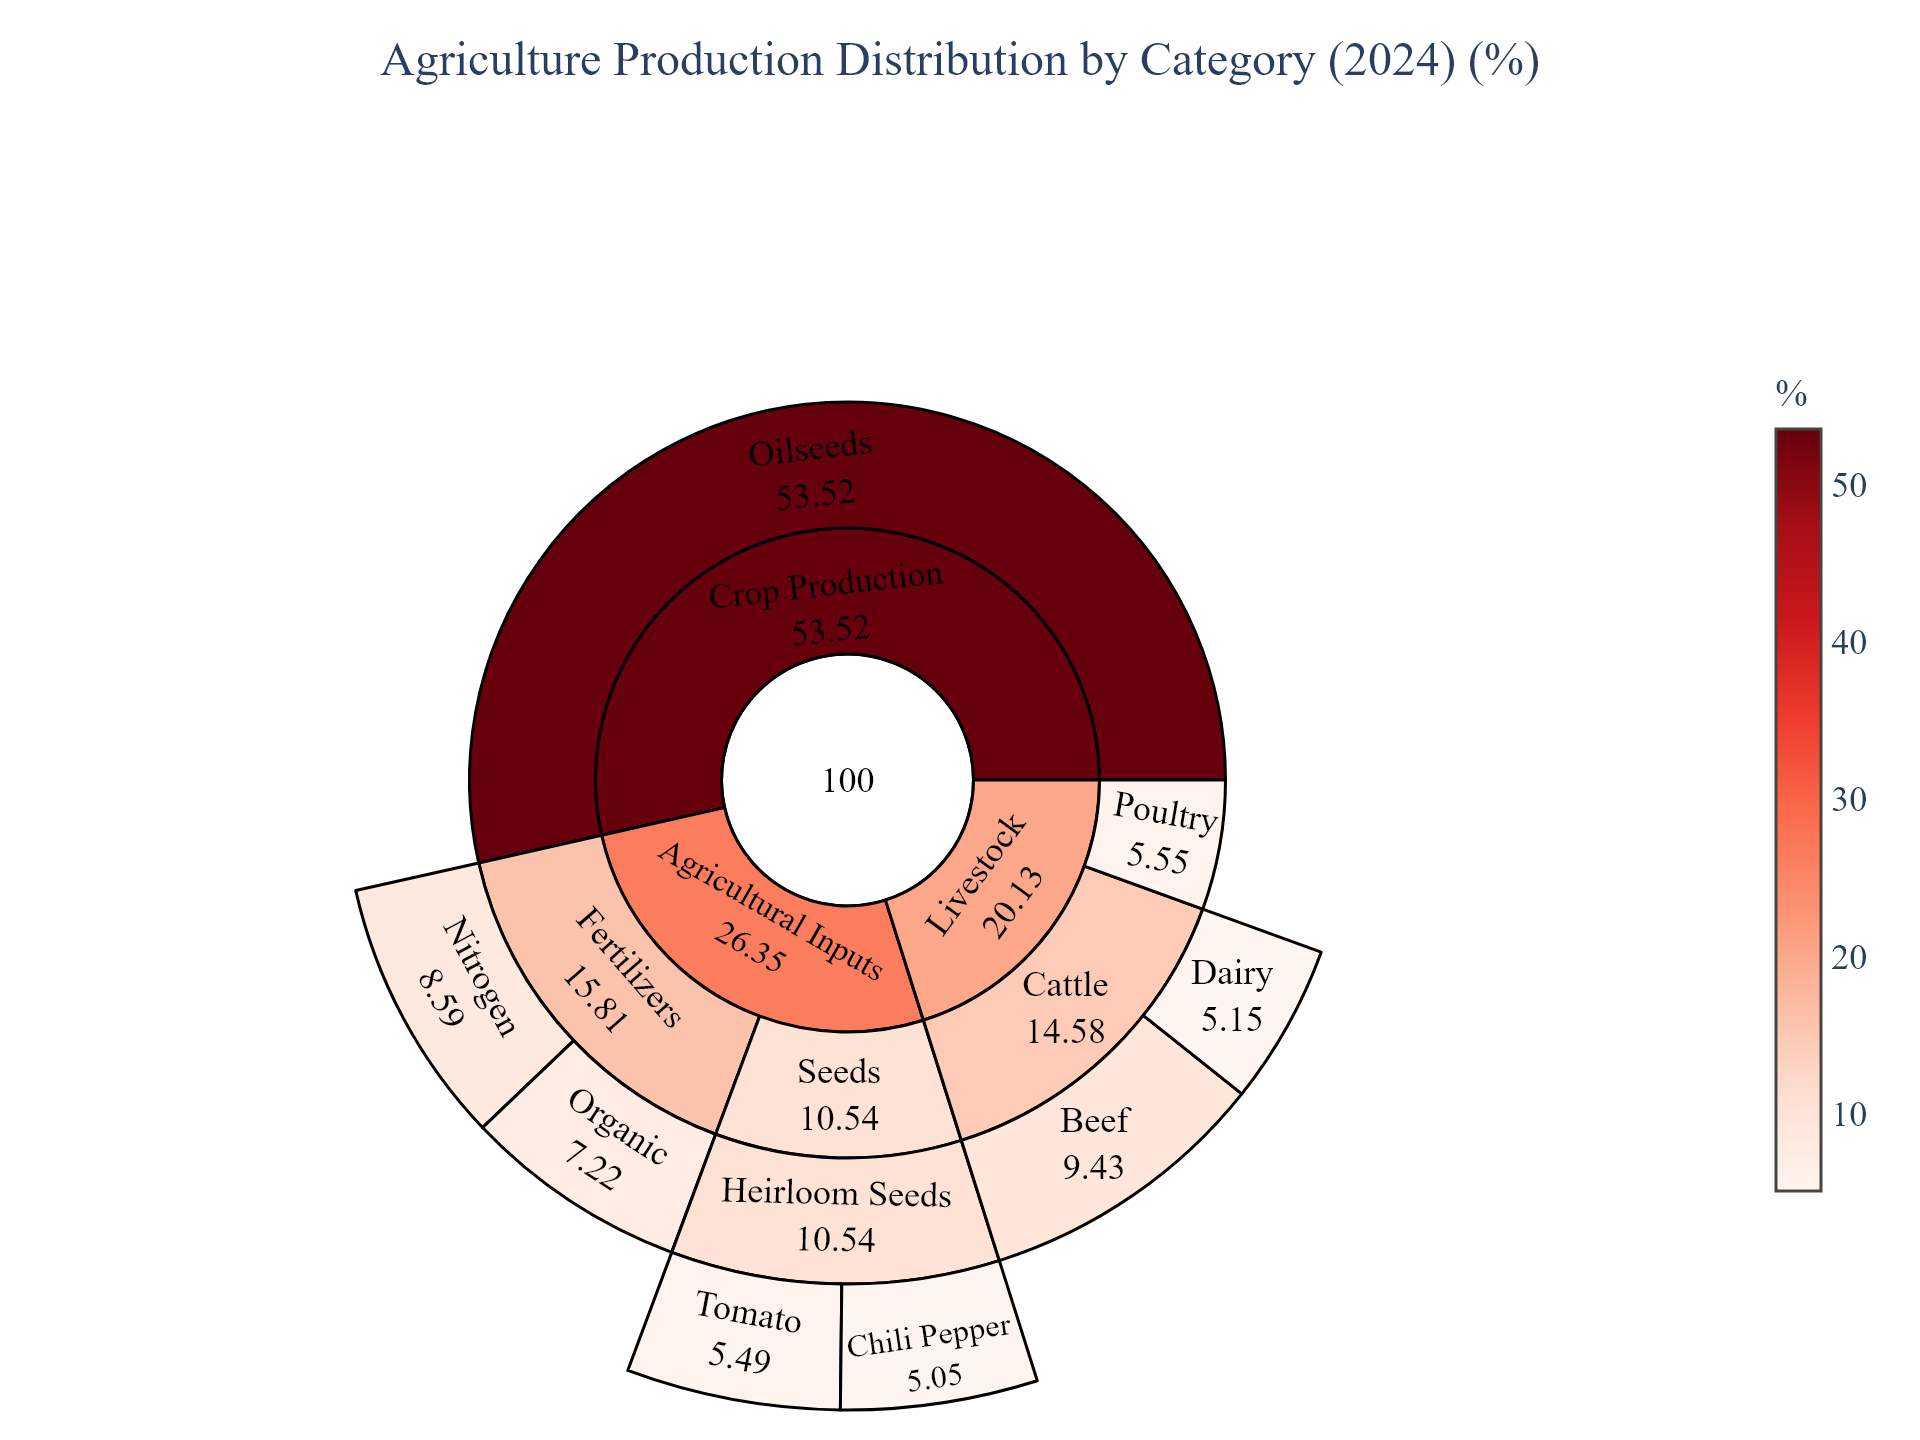 Agriculture Production Distribution by Category (2024) (%)
%
50
40
30
20
10
Oilseeds
53.52
Crop Production
53.52
100
Livestock
20.13
Poultry
5.55
Agricultural Inputs
26.35
Fertilizers
15.81
Nitrogen
8.59
Organic
7.22
Cattle
14.58
Dairy
5.15
Beef
9.43
Seeds
10.54
Heirloom Seeds
10.54
Tomato
5.49
Chili Pepper
5.05